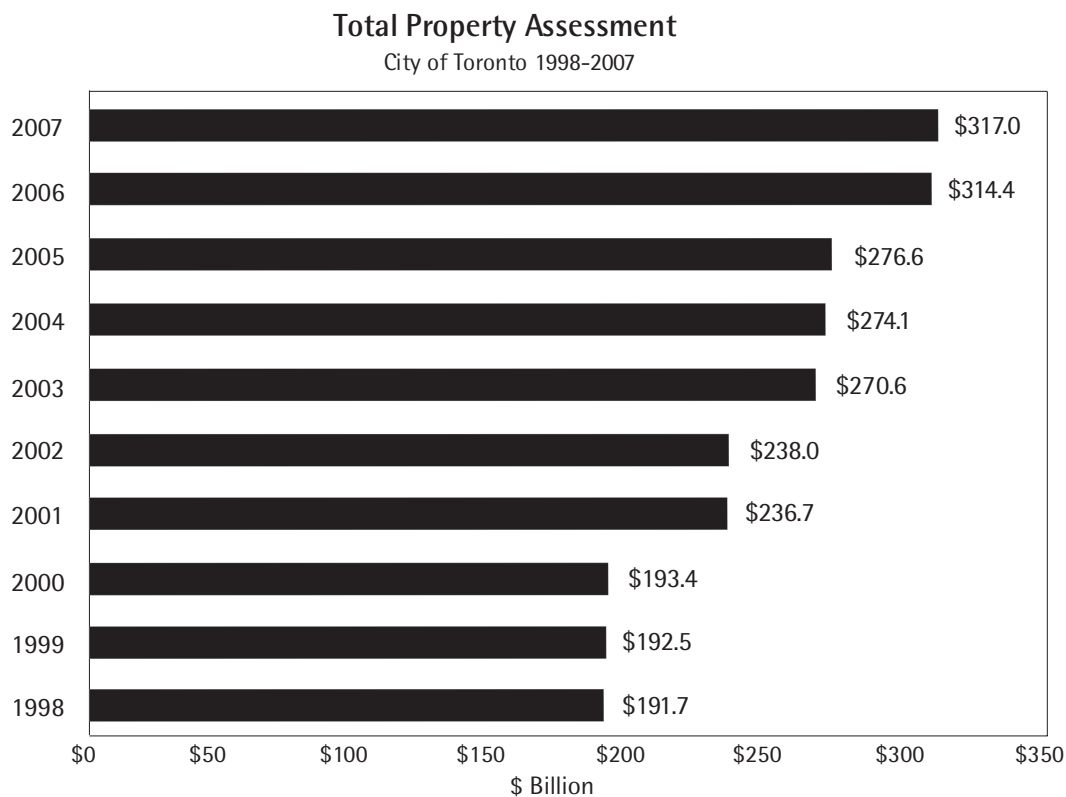 Total Property Assessment
City of Toronto 1998-2007
2007 $317.0
2006 $314.4
2005 $276.6
2004 $274.1
2003 $270.6
2002 $238.0
2001 $236.7
2000 $193.4
1999 $192.5
1998 $191.7
$0 $50 $100 $150 $200 $250 $300 $350
$ Billion